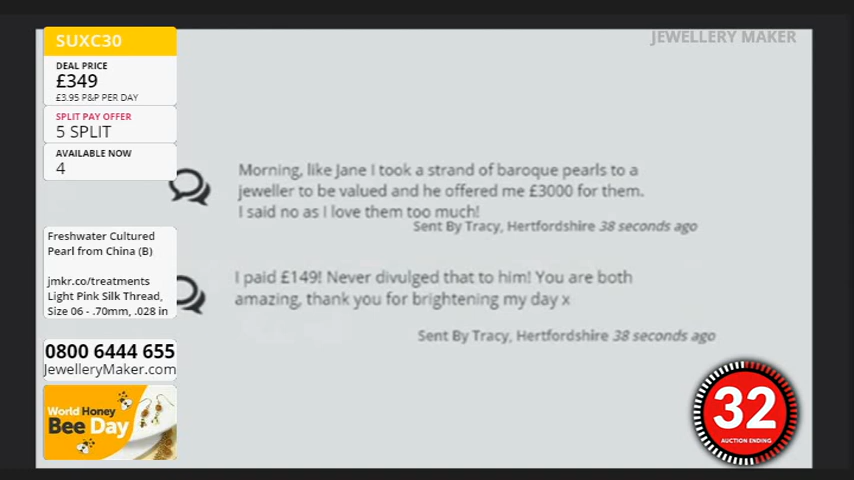 SUXC30
DEAL PRICE
£349
£3.95 P&P PER DAY
SPLIT PAY OFFER
5 SPLIT
AVAILABLE NOW
4
JEWELLERY MAKER
Morning, like Jane I took a strand of baroque pearls to a
jeweller to be valued and he offered me £3000 for them.
I said no as I love them too much!
Sent By Tracy, Hertfordshire 38 seconds ago
I paid £149! Never divulged that to him! You are both
amazing, thank you for brightening my day x
Sent By Tracy, Hertfordshire 38 seconds ago
Freshwater Cultured
Pearl from China (B)
jmkr.co/treatments
Light Pink Silk Thread,
Size 06 - .70mm, .028 in
0800 6444 655
JewelleryMaker.com
World Honey
Bee Day
32
AUCTION ENDING